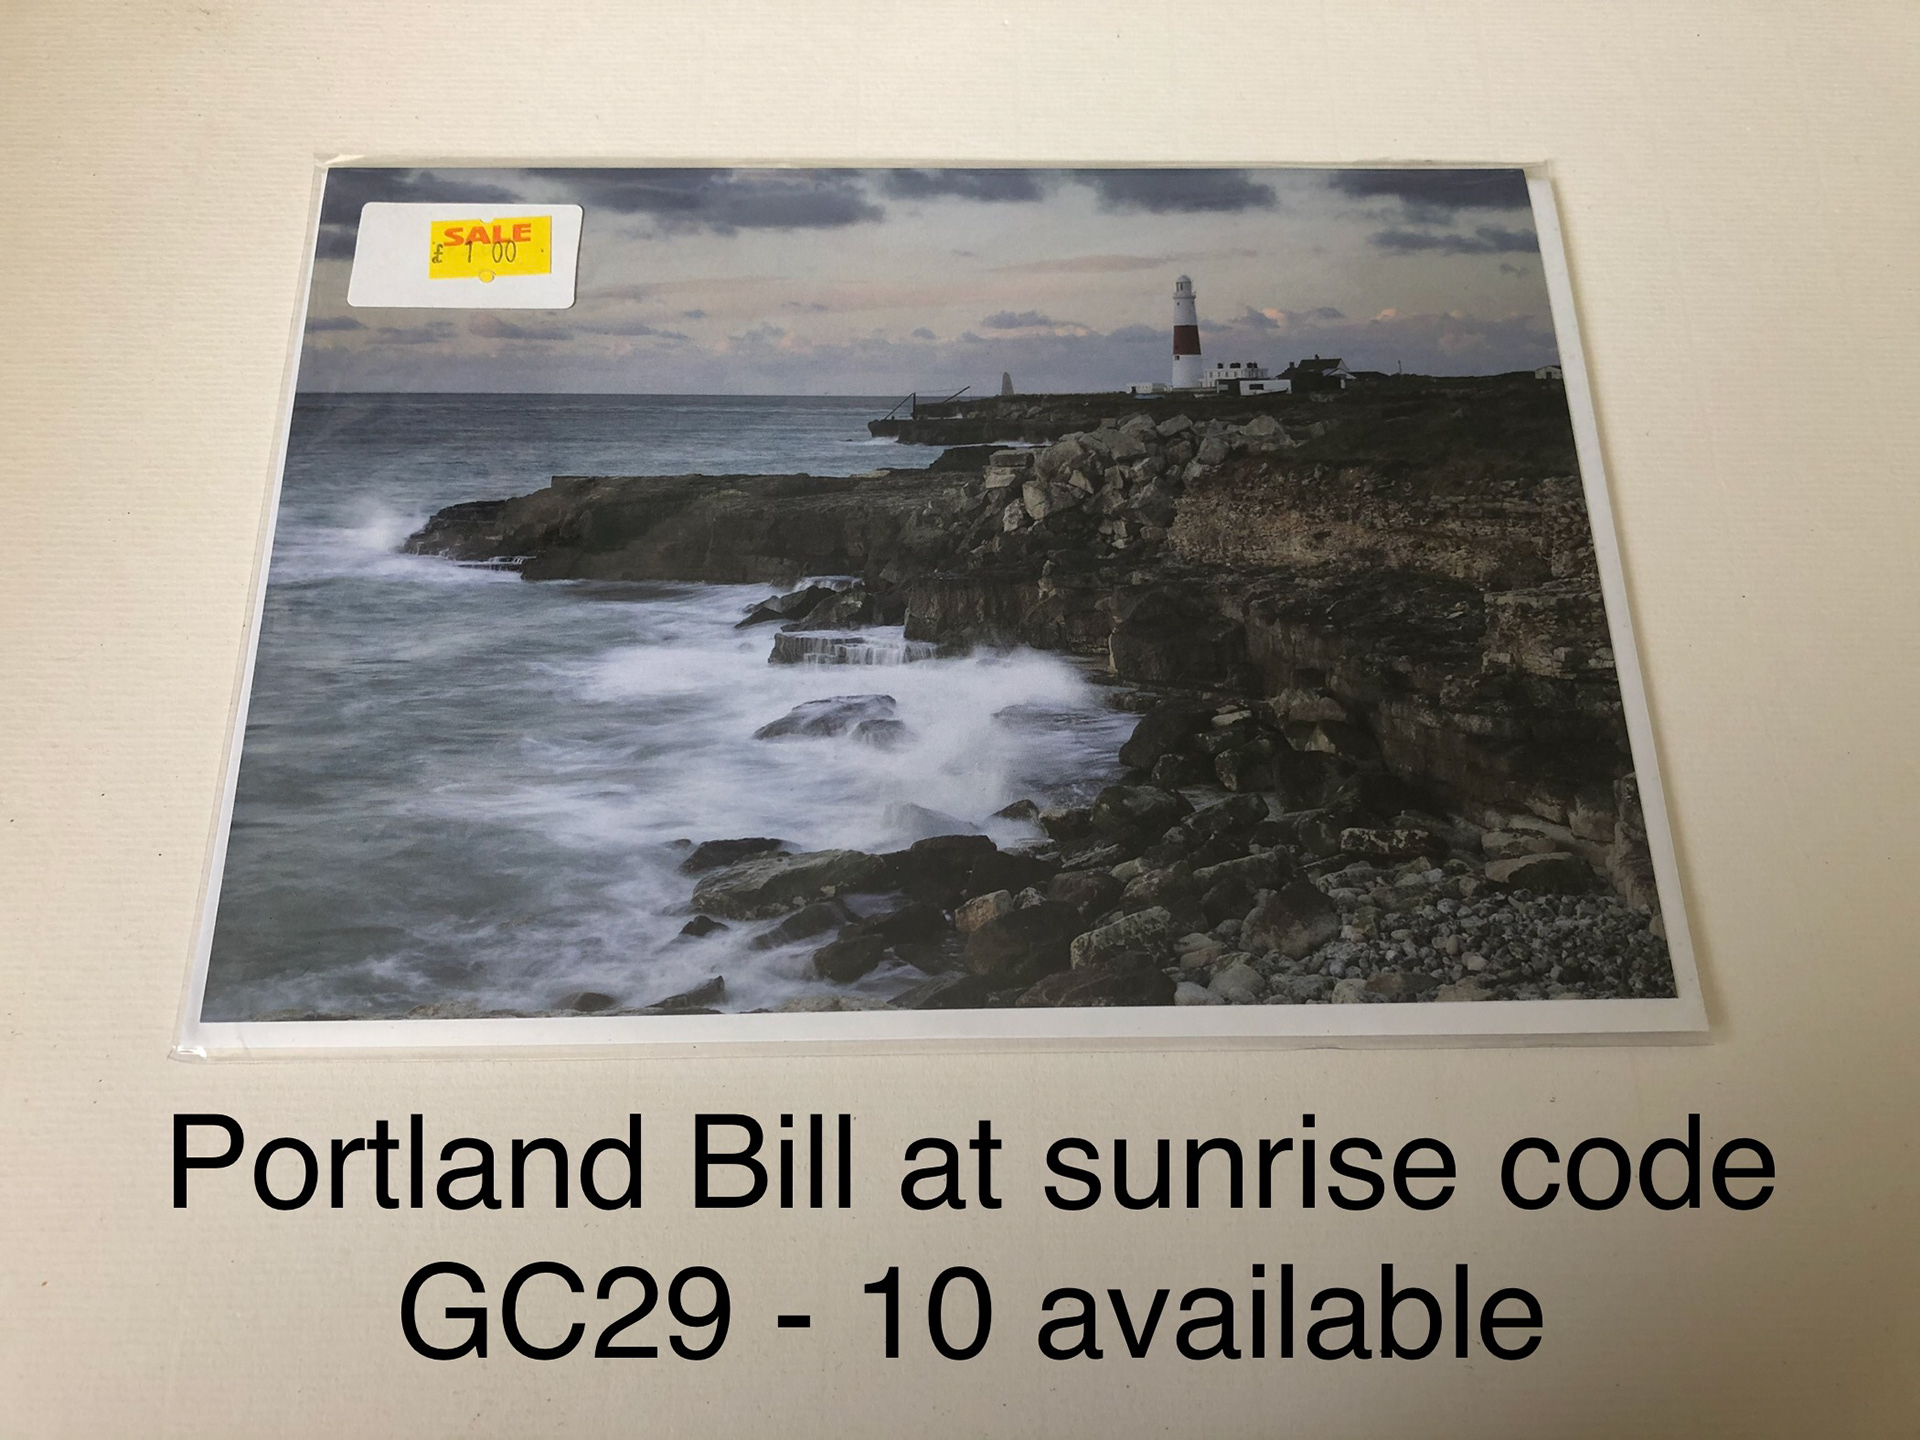 SALE
£ 1 00
Portland Bill at sunrise code
GC29 - 10 available